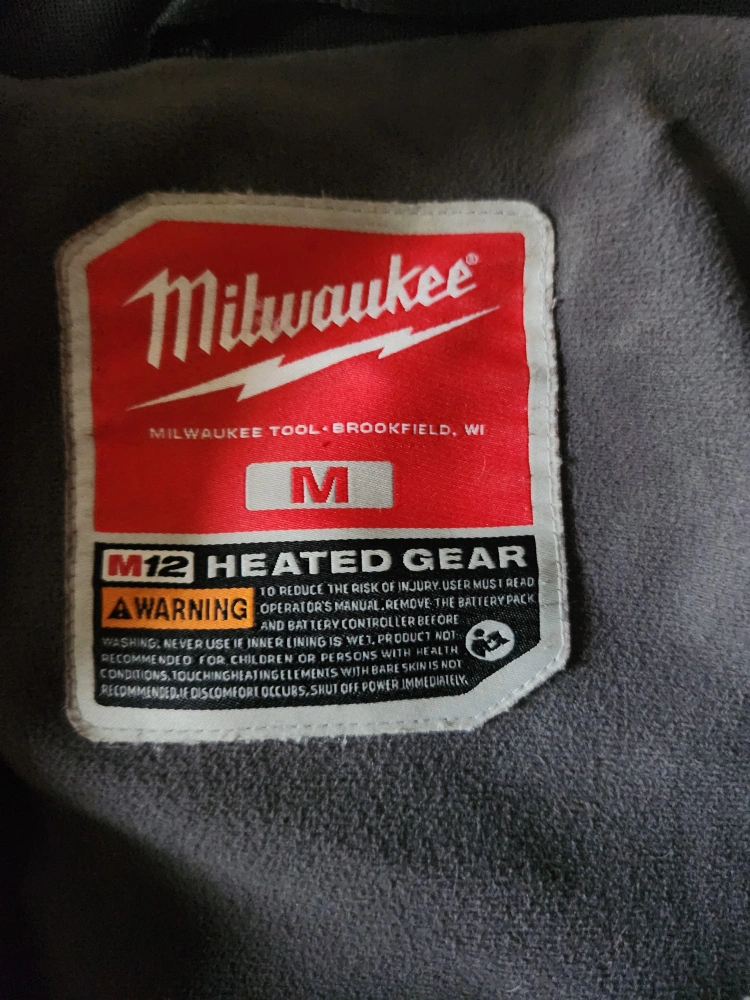 Milwaukee®
MILWAUKEE TOOL • BROOKFIELD, WI
M
M12 HEATED GEAR
WARNING
TO REDUCE THE RISK OF INJURY, USER MUST READ
OPERATOR'S MANUAL. REMOVE THE BATTERY PACK
AND BATTERY CONTROLLER BEFORE
WASHING. NEVER USE IF INNER LINING IS WET. PRODUCT NOT
RECOMMENDED FOR CHILDREN OR PERSONS WITH HEALTH
CONDITIONS. TOUCHING HEATING ELEMENTS WITH BARE SKIN IS NOT
RECOMMENDED. IF DISCOMFORT OCCURS, SHUT OFF POWER IMMEDIATELY.